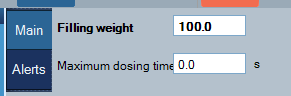 Main
Filling weight 100.0
Alerts
Maximum dosing time 0.0 s